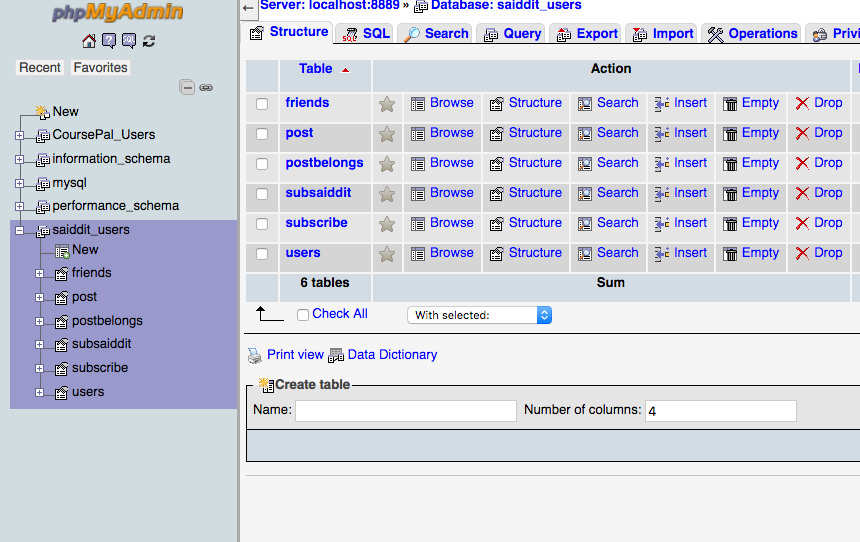 phpMyAdmin
Recent Favorites
New
CoursePal_Users
information_schema
mysql
performance_schema
saiddit_users
New
friends
post
postbelongs
subsaiddit
subscribe
users
Server: localhost:8889 » Database: saiddit_users
Structure SQL Search Query Export Import Operations
Table Action
friends Browse Structure Search Insert Empty Drop
post Browse Structure Search Insert Empty Drop
postbelongs Browse Structure Search Insert Empty Drop
subsaiddit Browse Structure Search Insert Empty Drop
subscribe Browse Structure Search Insert Empty Drop
users Browse Structure Search Insert Empty Drop
6 tables Sum
Check All With selected:
Print view Data Dictionary
Create table
Name: Number of columns: 4